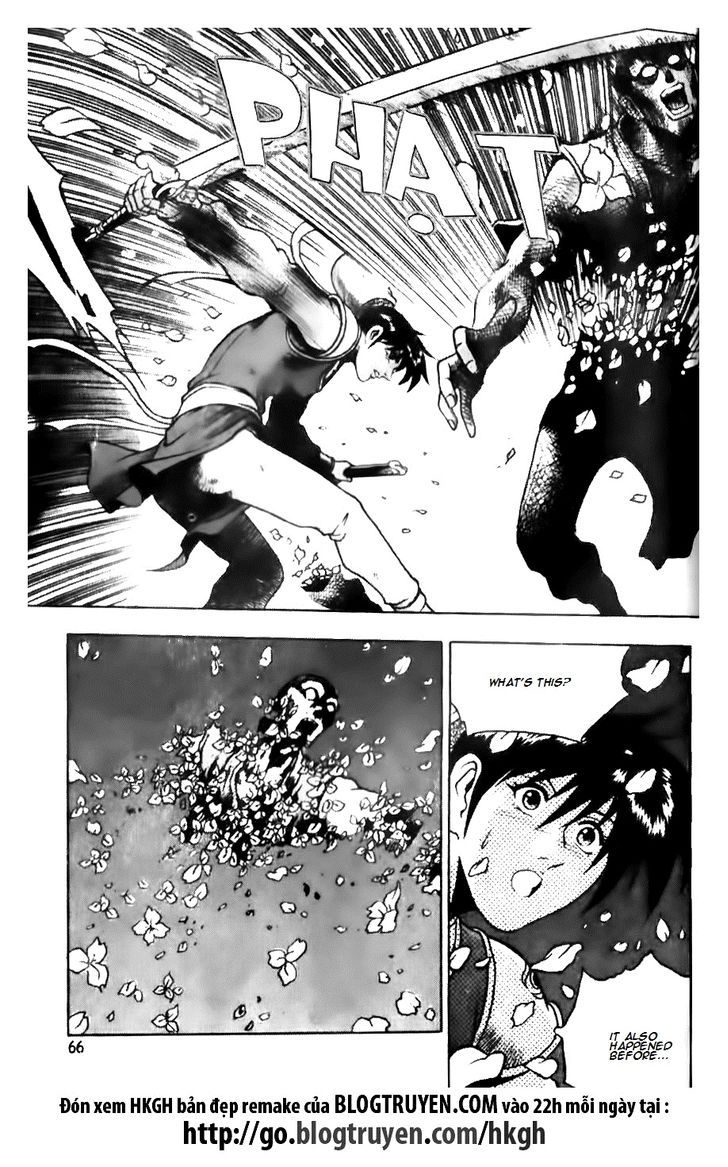 PHẠT
WHAT'S THIS?
IT ALSO
HAPPENED
BEFORE...
66
Đón xem HKGH bản đẹp remake của BLOGTRUYEN.COM vào 22h mỗi ngày tại :
http://go.blogtruyen.com/hkgh